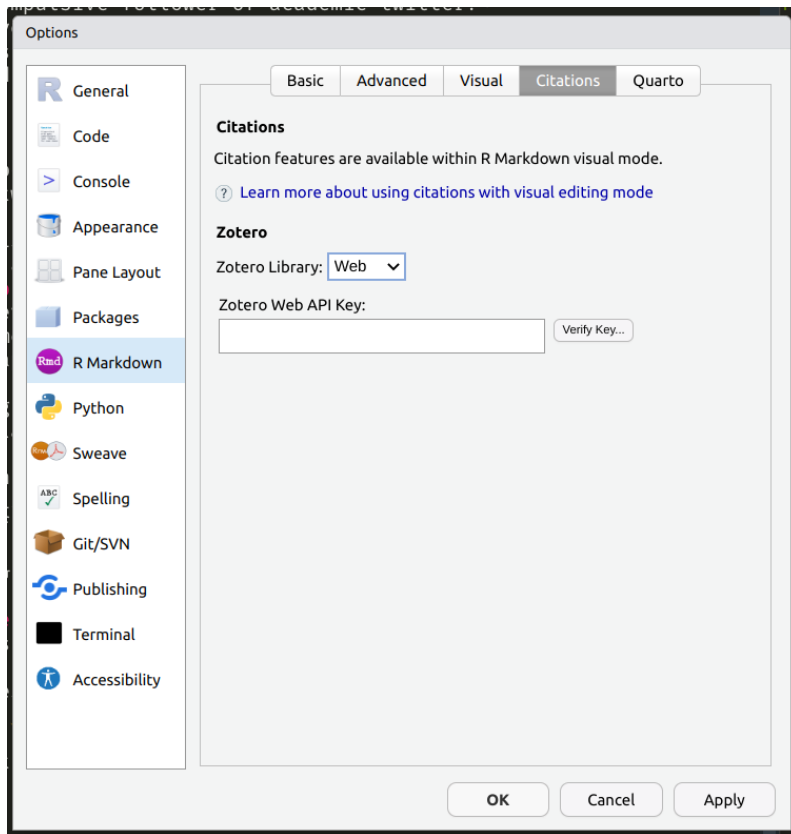 Options
General
Code
Console
Appearance
Pane Layout
Packages
Rmd R Markdown
Python
Sweave
ABC Spelling
Git/SVN
Publishing
Terminal
Accessibility
Basic Advanced Visual Citations Quarto
Citations
Citation features are available within R Markdown visual mode.
? Learn more about using citations with visual editing mode
Zotero
Zotero Library: Web
Zotero Web API Key:
Verify Key...
OK Cancel Apply